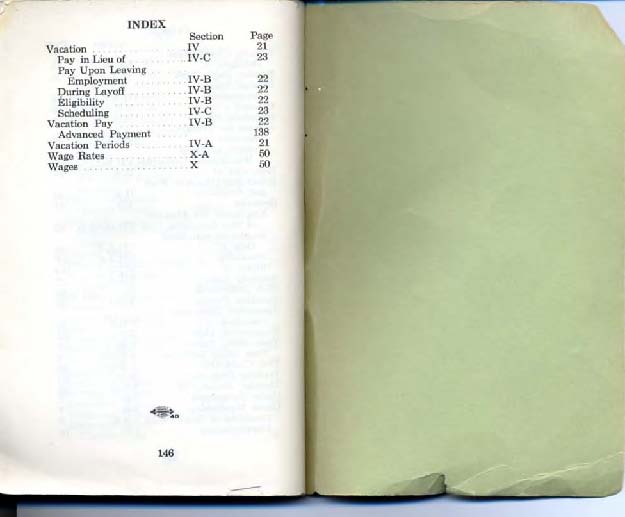 INDEX
Section Page
Vacation IV 21
Pay in Lieu of IV-C 23
Pay Upon Leaving
Employment IV-B 22
During Layoff IV-B 22
Eligibility IV-B 22
Scheduling IV-C 23
Vacation Pay IV-B 22
Advanced Payment 138
Vacation Periods IV-A 21
Wage Rates X-A 50
Wages X 50
40
146